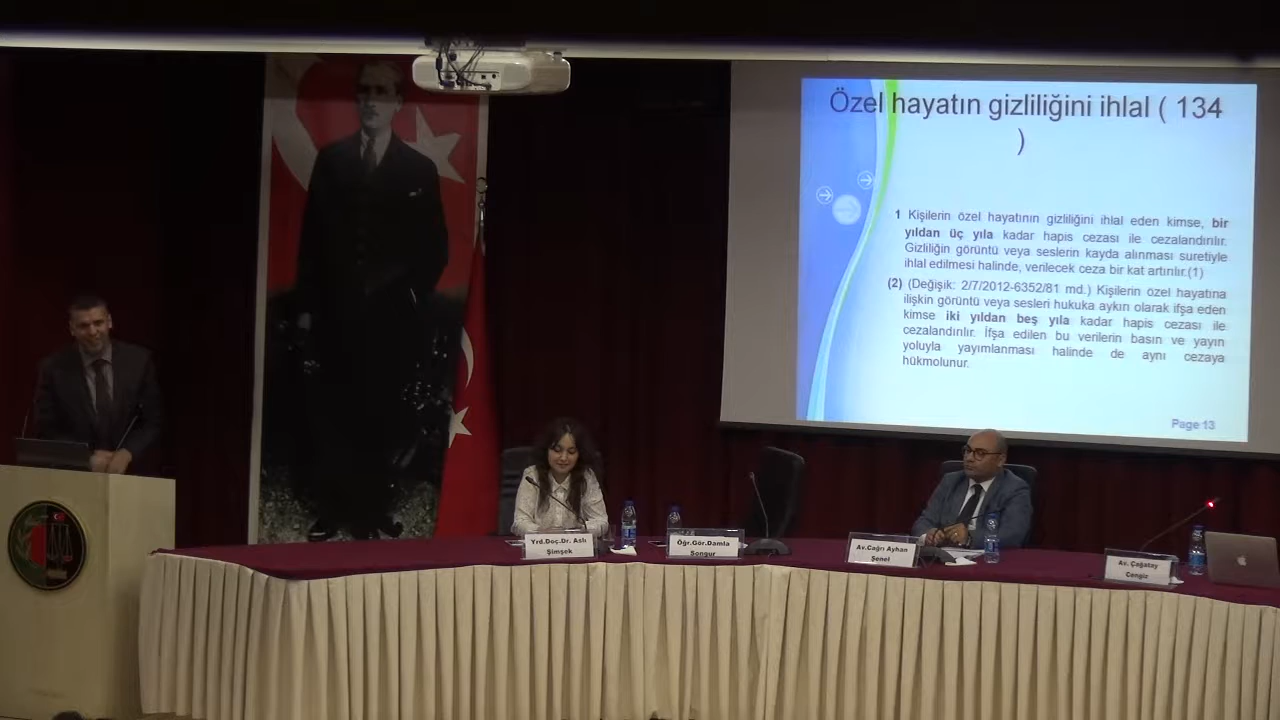 Özel hayatın gizliliğini ihlal ( 134
)
1 Kişilerin özel hayatının gizliliğini ihlal eden kimse, bir
yıldan üç yıla kadar hapis cezası ile cezalandırılır.
Gizliliğin görüntü veya seslerin kayda alınması suretiyle
ihlal edilmesi halinde, verilecek ceza bir kat artırılır.(1)
(2) (Değişik: 2/7/2012-6352/81 md.) Kişilerin özel hayatına
ilişkin görüntü veya sesleri hukuka aykırı olarak ifşa eden
kimse iki yıldan beş yıla kadar hapis cezası ile
cezalandırılır. İfşa edilen bu verilerin basın ve yayın
yoluyla yayımlanması halinde de aynı cezaya
hükmolunur.
Page 13
Yrd.Doç.Dr. Aslı
Şimşek
Öğr.Gör.Damla
Songur
Av.Cağrı Ayhan
Şenel
Av. Çağatay
Cengiz